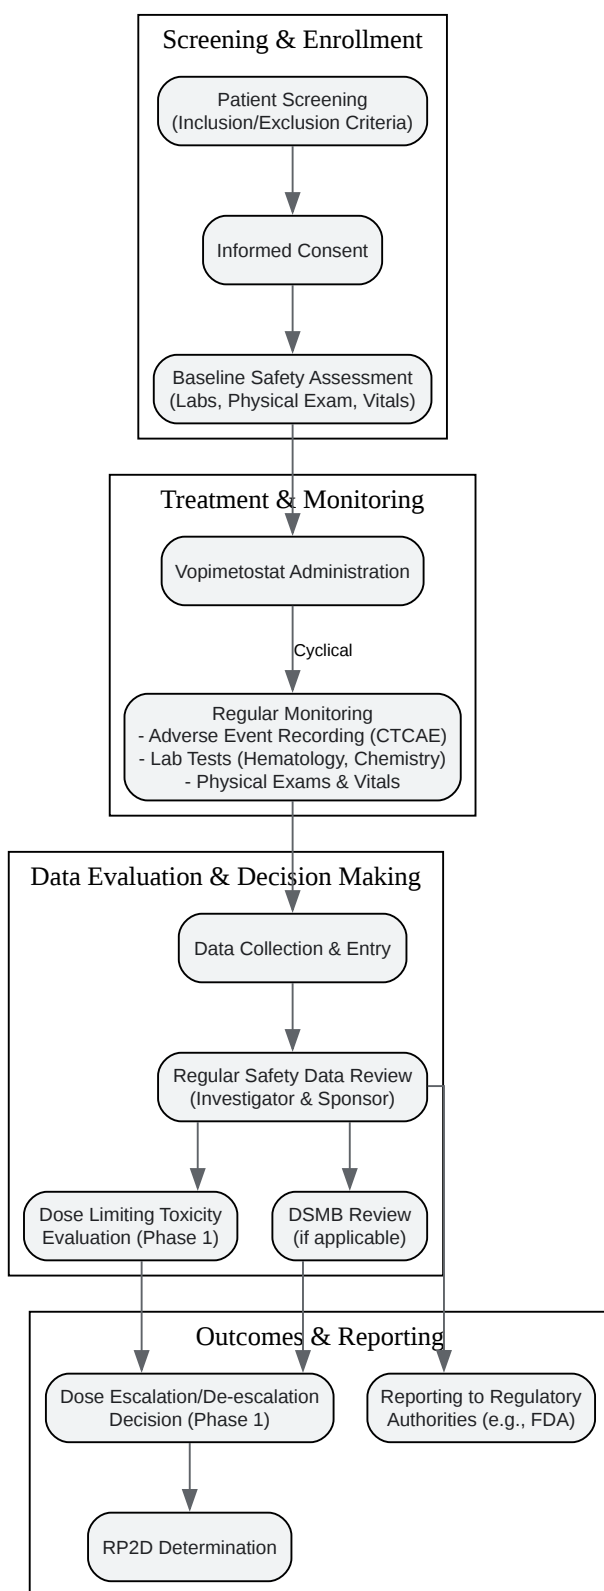 Screening & Enrollment
Patient Screening
(Inclusion/Exclusion Criteria)
Informed Consent
Baseline Safety Assessment
(Labs, Physical Exam, Vitals)
Treatment & Monitoring
Vopimetostat Administration
Cyclical
Regular Monitoring
- Adverse Event Recording (CTCAE)
- Lab Tests (Hematology, Chemistry)
- Physical Exams & Vitals
Data Evaluation & Decision Making
Data Collection & Entry
Regular Safety Data Review
(Investigator & Sponsor)
Dose Limiting Toxicity
Evaluation (Phase 1)
DSMB Review
(if applicable)
Outcomes & Reporting
Dose Escalation/De-escalation
Decision (Phase 1)
Reporting to Regulatory
Authorities (e.g., FDA)
RP2D Determination